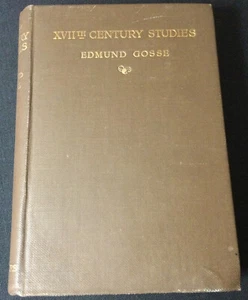 XVIITH CENTURY STUDIES
EDMUND GOSSE